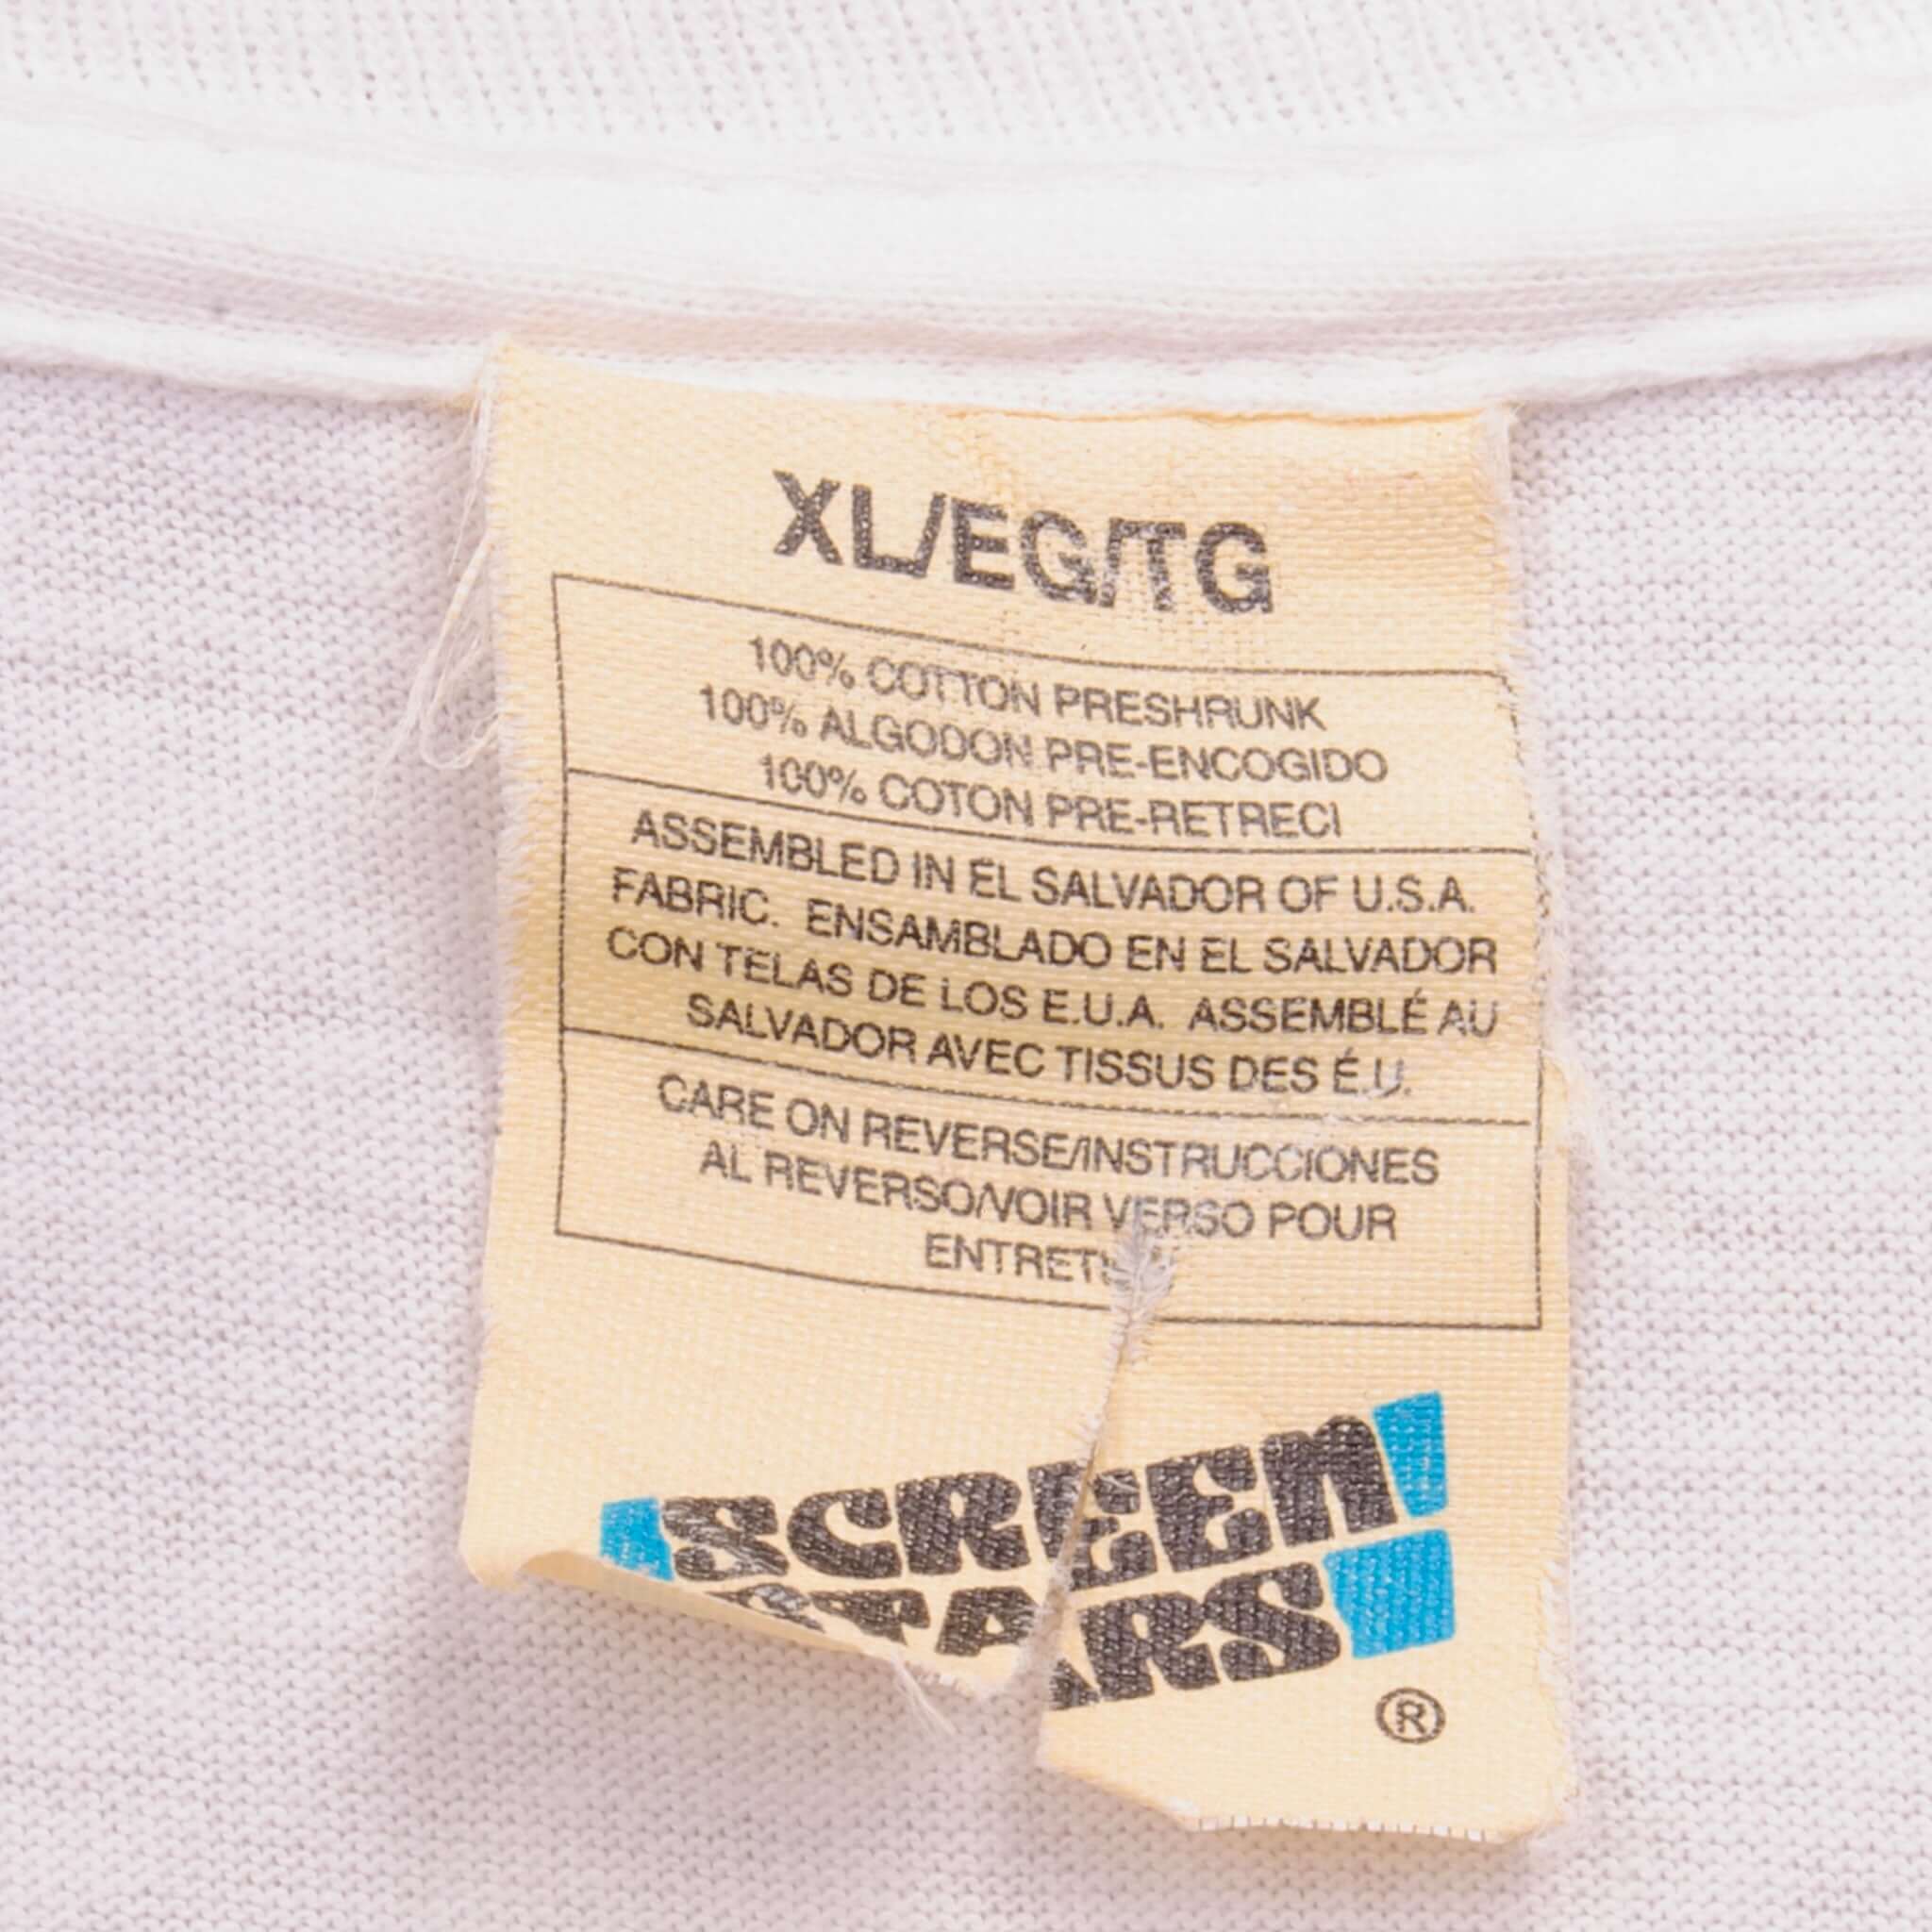 XL/EG/TG
100% COTTON PRESHRUNK
100% ALGODON PRE-ENCOGIDO
100% COTON PRE-RETRECI
ASSEMBLED IN EL SALVADOR OF U.S.A.
FABRIC. ENSAMBLADO EN EL SALVADOR
CON TELAS DE LOS E.U.A. ASSEMBLÉ AU
SALVADOR AVEC TISSUS DES É.U.
CARE ON REVERSE/INSTRUCCIONES
AL REVERSO/VOIR VERSO POUR
SCREEN
STARS
®